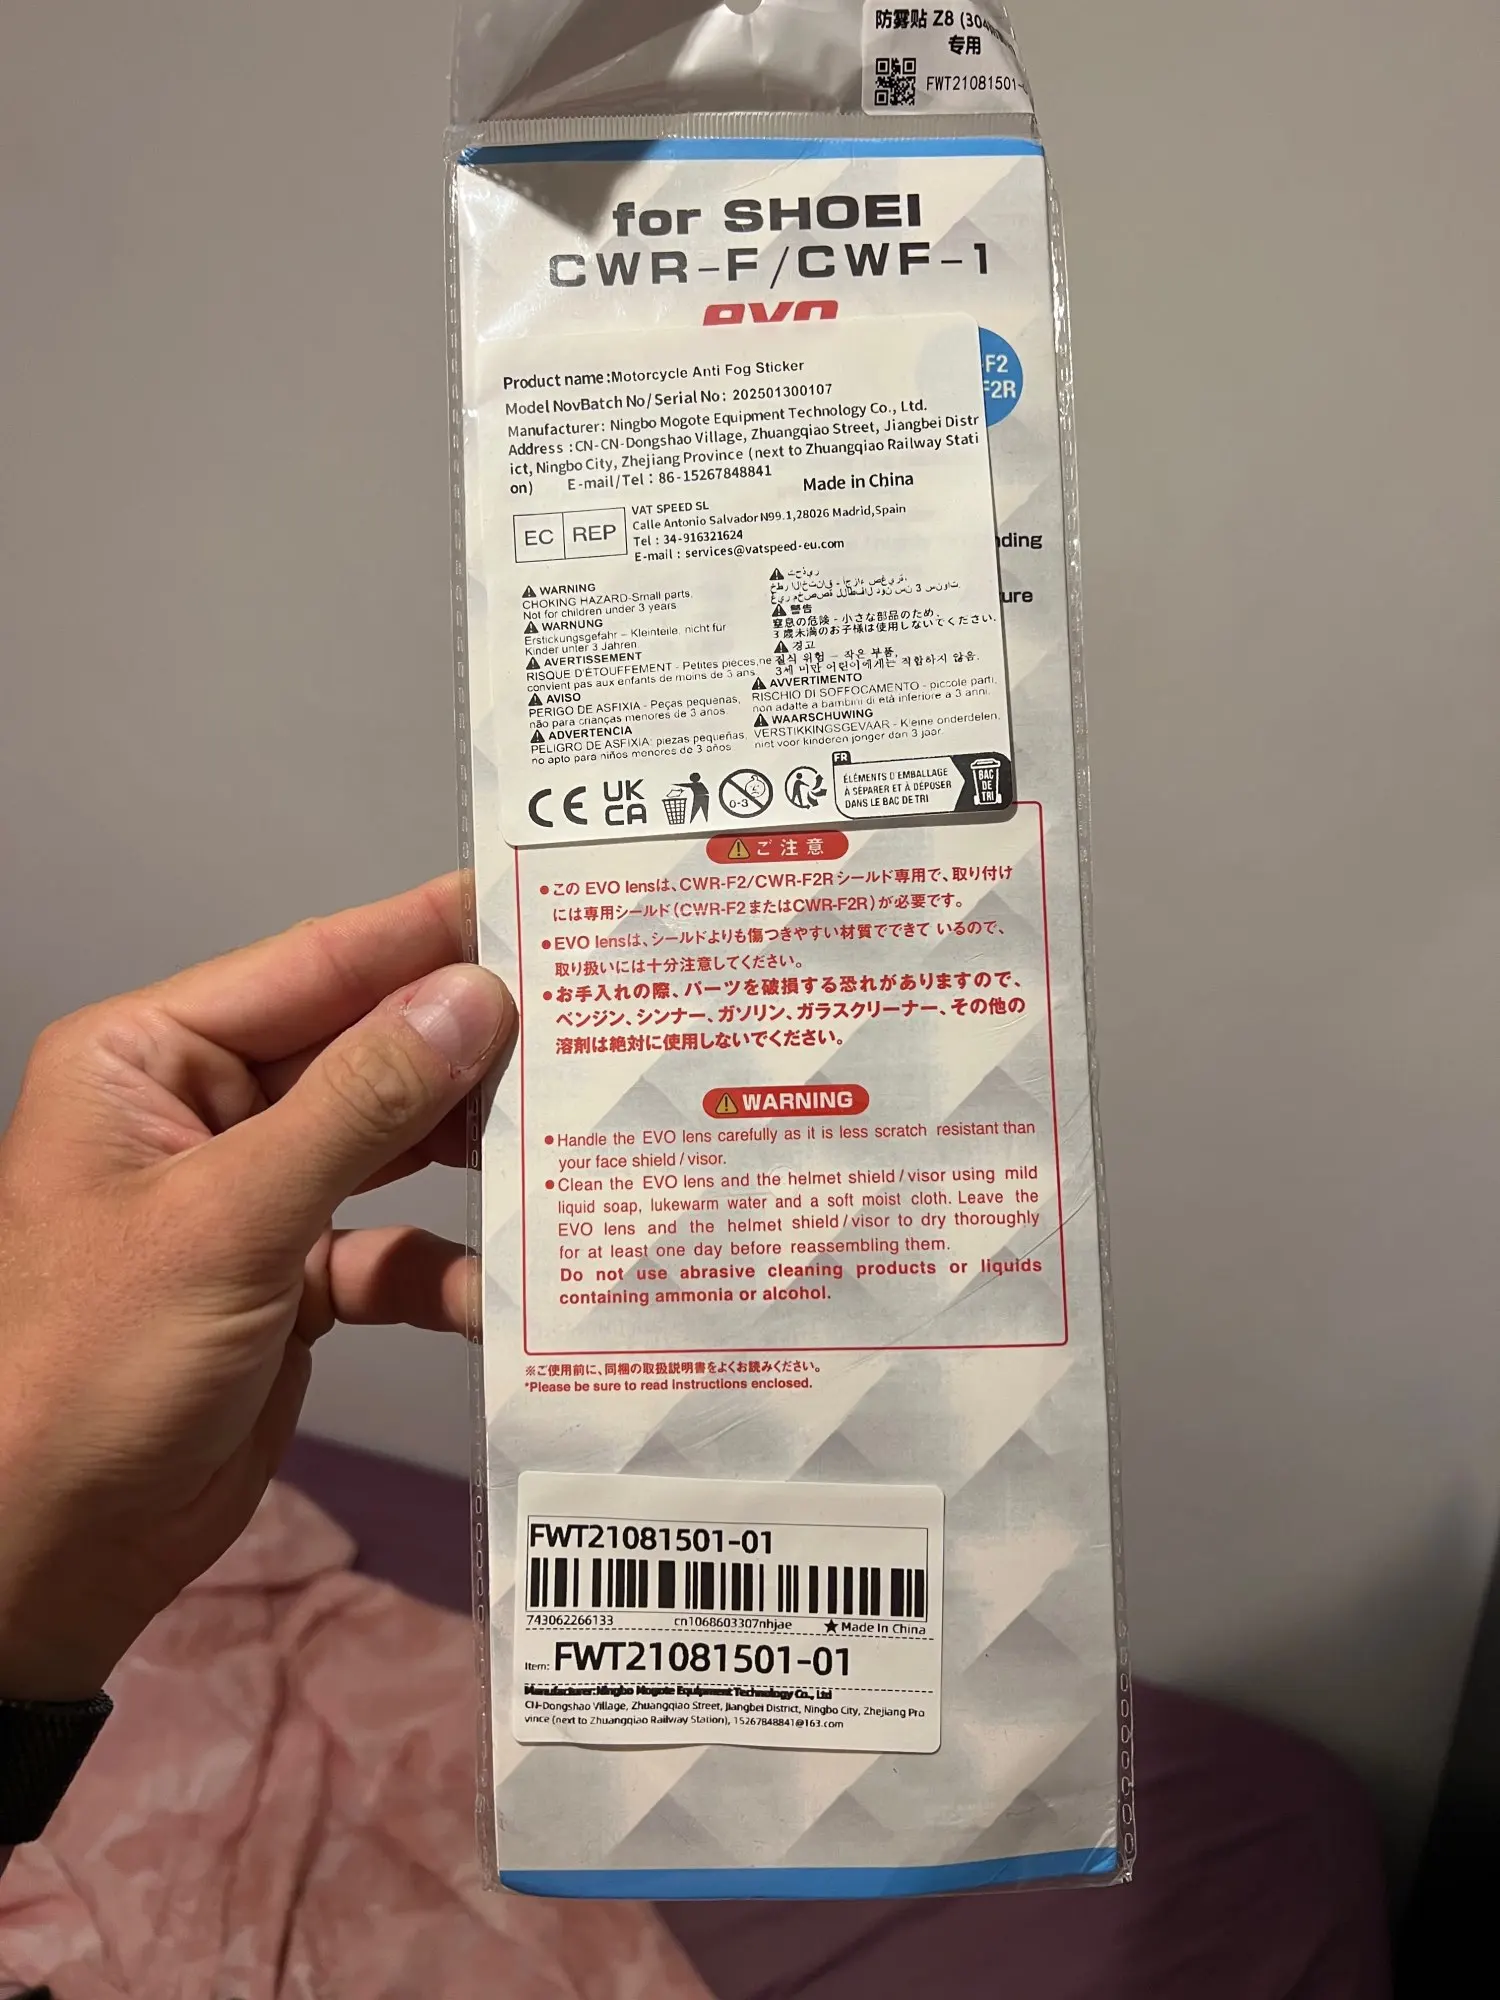 防雾贴 Z8 (304
专用
FWT21081501-
for SHOEI
CWR-F/CWF-1
evo
-F2
F2R
Product name:Motorcycle Anti Fog Sticker
Model NovBatch No/Serial No: 202501300107
Manufacturer: Ningbo Mogote Equipment Technology Co., Ltd.
Address :CN-CN-Dongshao Village, Zhuangqiao Street, Jiangbei Distr
ict, Ningbo City, Zhejiang Province (next to Zhuangqiao Railway Stati
on) E-mail/Tel : 86-15267848841
Made in China
EC REP
VAT SPEED SL
Calle Antonio Salvador N99.1,28026 Madrid,Spain
Tel : 34-916321624
E-mail : services@vatspeed-eu.com
nding
ure
WARNING
CHOKING HAZARD-Small parts.
Not for children under 3 years
WARNUNG
Erstickungsgefahr – Kleinteile. nicht für
Kinder unter 3 Jahren
AVERTISSEMENT
RISQUE D'ÉTOUFFEMENT - Petites pièces,ne
convient pas aux enfants de moins de 3 ans.
AVISO
PERIGO DE ASFIXIA - Peças pequenas,
não para crianças menores de 3 anos.
ADVERTENCIA
PELIGRO DE ASFIXIA: piezas pequeñas,
no apto para niños menores de 3 años
警告
窒息の危険 - 小さな部品のため、
3 歳未満のお子様は使用しないでください.
경고
질식 위험 – 작은 부품,
3세 미만 어린이에게는 적합하지 않음.
AVVERTIMENTO
RISCHIO DI SOFFOCAMENTO - piccole parti.
non adatte a bambini di età inferiore a 3 anni.
WAARSCHUWING
VERSTIKKINGSGEVAAR - Kleine onderdelen,
niet voor kinderen jonger dan 3 jaar.
CE
UK
CA
0-3
FR
ÉLÉMENTS D'EMBALLAGE
À SÉPARER ET À DÉPOSER
DANS LE BAC DE TRI
BAC
DE
TRI
ご注意
●この EVO lensは、CWR-F2/CWR-F2Rシールド専用で、取り付け
には専用シールド(CWR-F2またはCWR-F2R)が必要です。
●EVO lensは、シールドよりも傷つきやすい材質でできているので、
取り扱いには十分注意してください。
●お手入れの際、パーツを破損する恐れがありますので、
ベンジン、シンナー、ガソリン、ガラスクリーナー、その他の
溶剤は絶対に使用しないでください。
WARNING
●Handle the EVO lens carefully as it is less scratch resistant than
your face shield/visor.
●Clean the EVO lens and the helmet shield/visor using mild
liquid soap, lukewarm water and a soft moist cloth. Leave the
EVO lens and the helmet shield/visor to dry thoroughly
for at least one day before reassembling them.
Do not use abrasive cleaning products or liquids
containing ammonia or alcohol.
※ご使用前に、同梱の取扱説明書をよくお読みください。
*Please be sure to read instructions enclosed.
FWT21081501-01
743062266133 cn1068603307nhjae ★Made In China
Item: FWT21081501-01
Manufacturer:Ningbo Mogote Equipment Technology Co., Ltd
CN-Dongshao Village, Zhuangqiao Street, Jiangbei District, Ningbo City, Zhejiang Pro
vince (next to Zhuangqiao Railway Station), 15267848841@163.com